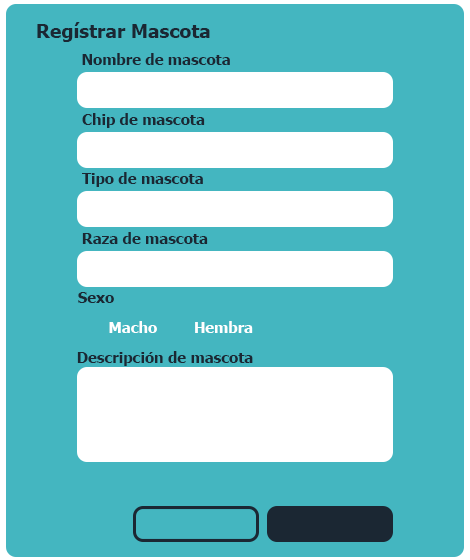 Regístrar Mascota
Nombre de mascota
Chip de mascota
Tipo de mascota
Raza de mascota
Sexo
Macho Hembra
Descripción de mascota